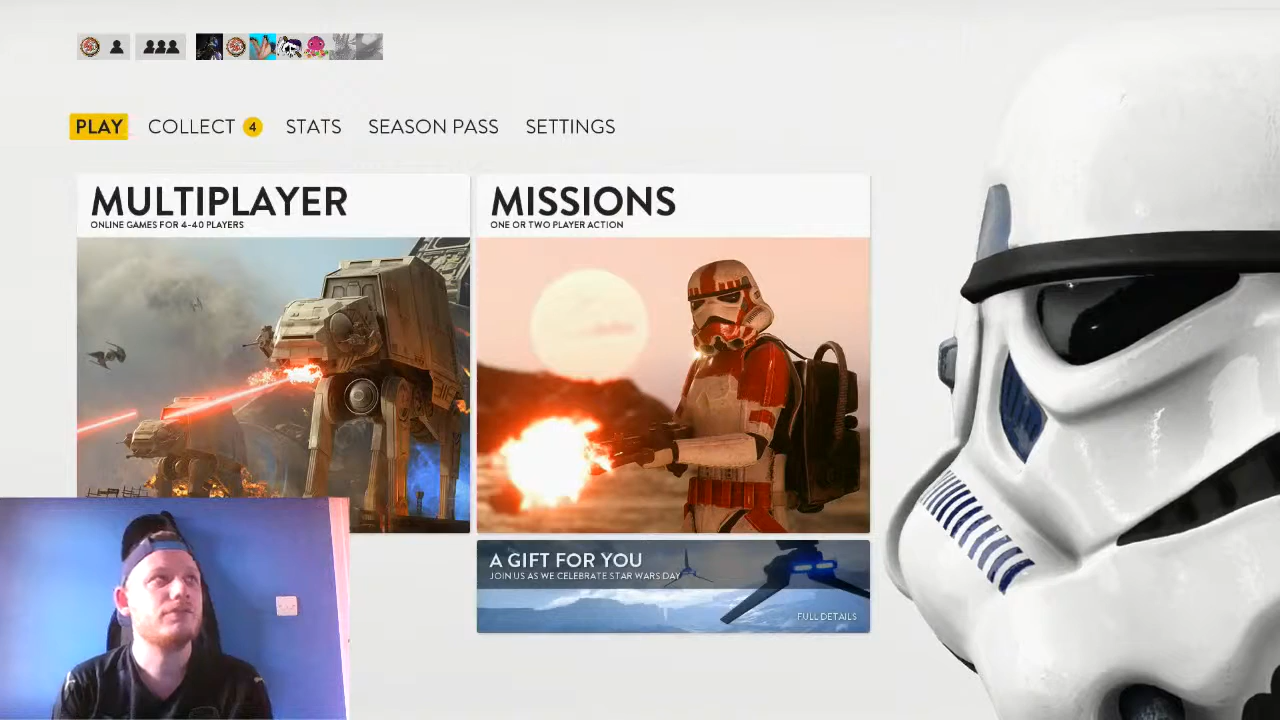 PLAY
COLLECT 4
STATS
SEASON PASS
SETTINGS
MULTIPLAYER
ONLINE GAMES FOR 4-40 PLAYERS
MISSIONS
ONE OR TWO PLAYER ACTION
A GIFT FOR YOU
JOIN US AS WE CELEBRATE STAR WARS DAY
FULL DETAILS